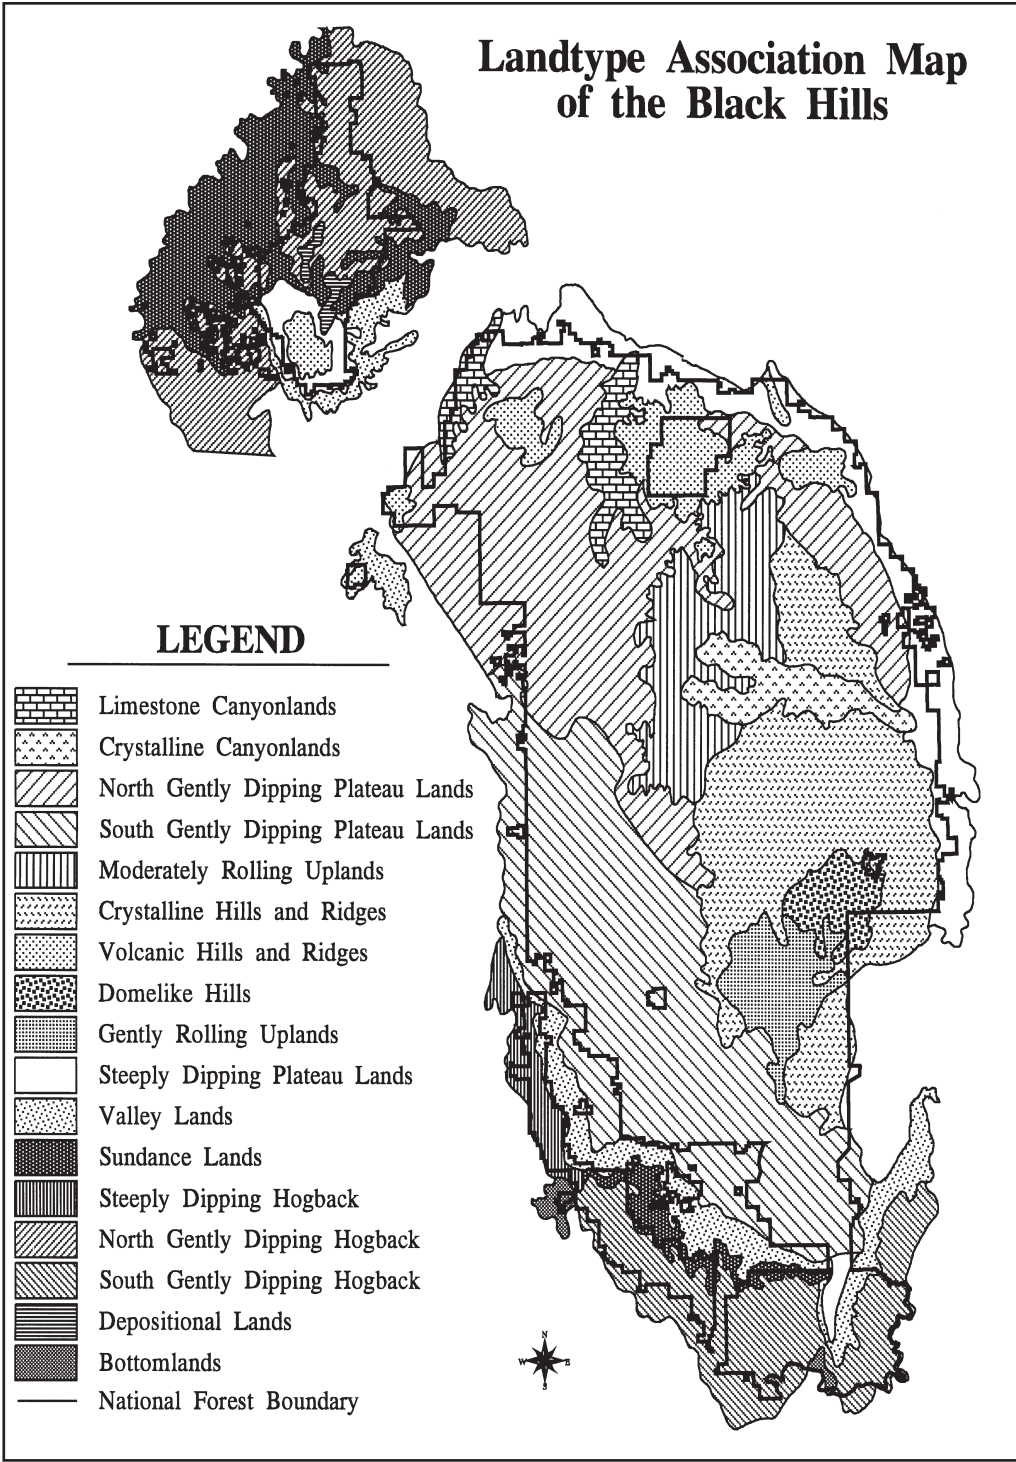 Landtype Association Map
of the Black Hills
LEGEND
Limestone Canyonlands
Crystalline Canyonlands
North Gently Dipping Plateau Lands
South Gently Dipping Plateau Lands
Moderately Rolling Uplands
Crystalline Hills and Ridges
Volcanic Hills and Ridges
Domelike Hills
Gently Rolling Uplands
Steeply Dipping Plateau Lands
Valley Lands
Sundance Lands
Steeply Dipping Hogback
North Gently Dipping Hogback
South Gently Dipping Hogback
Depositional Lands
Bottomlands
National Forest Boundary
N
W E
S